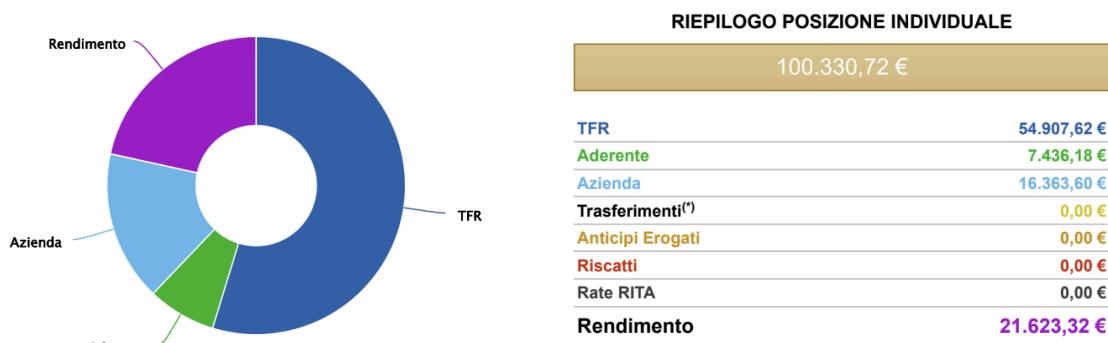 Rendimento
TFR
Azienda
RIEPILOGO POSIZIONE INDIVIDUALE
100.330,72 €
TFR 54.907,62 €
Aderente 7.436,18 €
Azienda 16.363,60 €
Trasferimenti(*) 0,00 €
Anticipi Erogati 0,00 €
Riscatti 0,00 €
Rate RITA 0,00 €
Rendimento 21.623,32 €